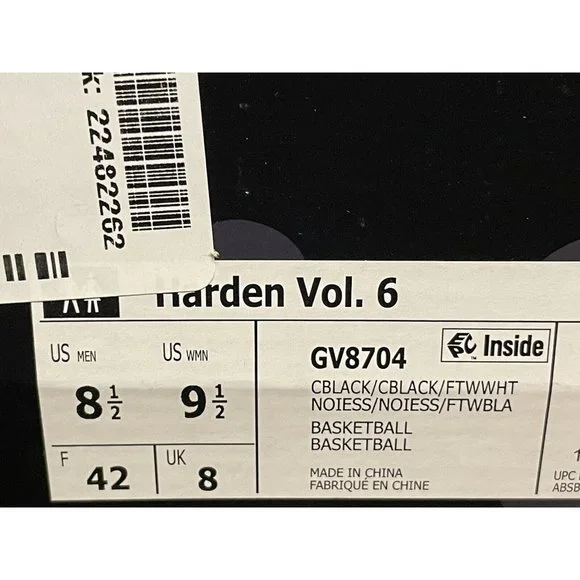 K: 22482262
Harden Vol. 6
US MEN
8 1/2
US WMN
9 1/2
F
42
UK
8
GV8704
Inside
CBLACK/CBLACK/FTWWHT
NOIESS/NOIESS/FTWBLA
BASKETBALL
BASKETBALL
MADE IN CHINA
FABRIQUÉ EN CHINE
UPC
ABSB